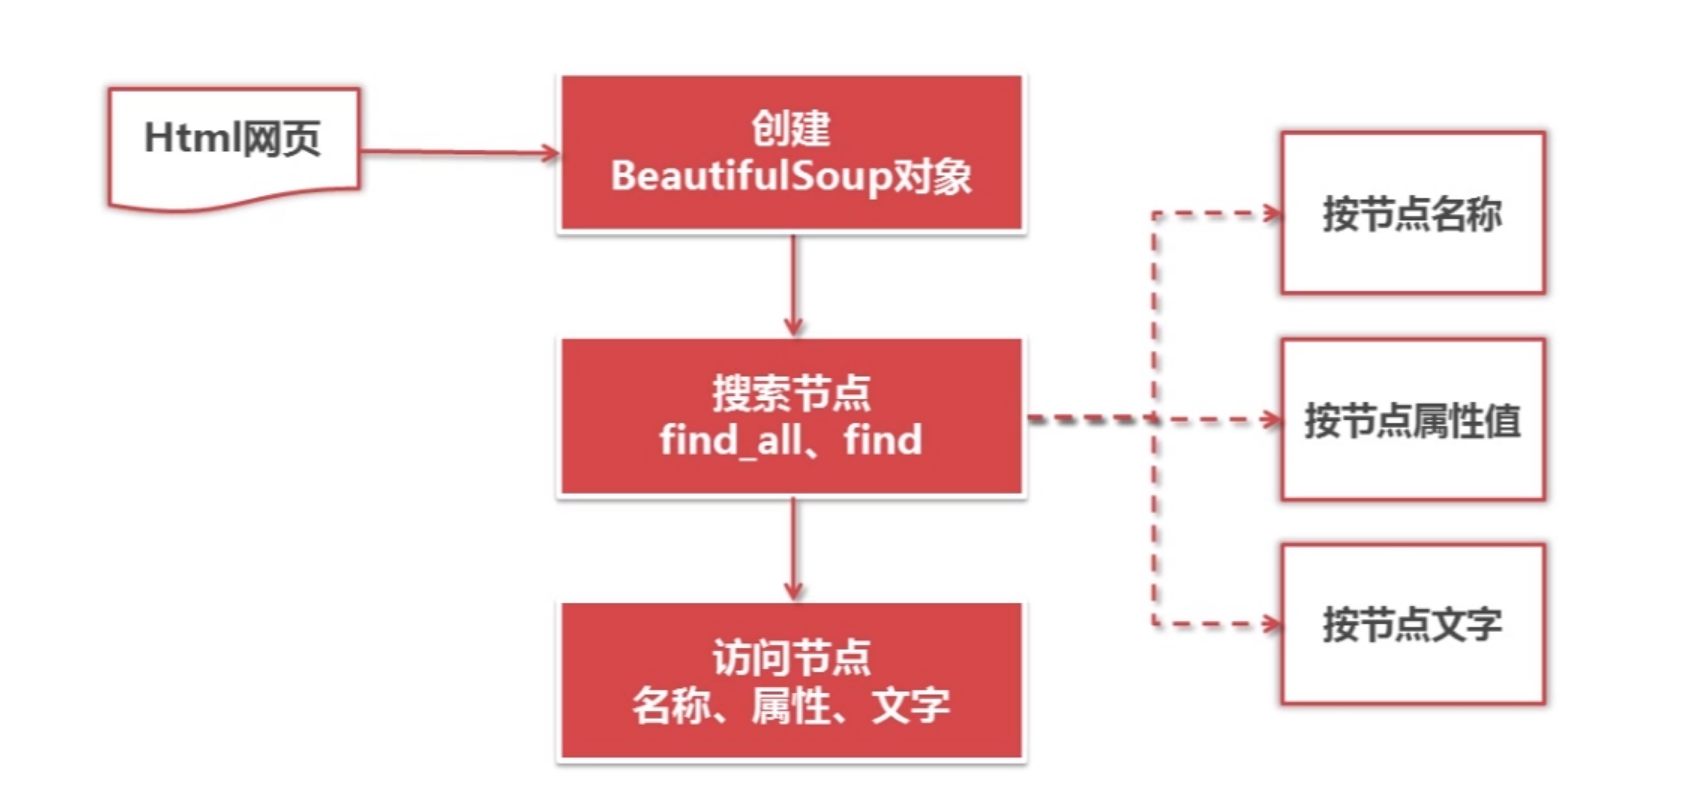 Html网页
创建
BeautifulSoup对象
搜索节点
find_all、find
访问节点
名称、属性、文字
按节点名称
按节点属性值
按节点文字